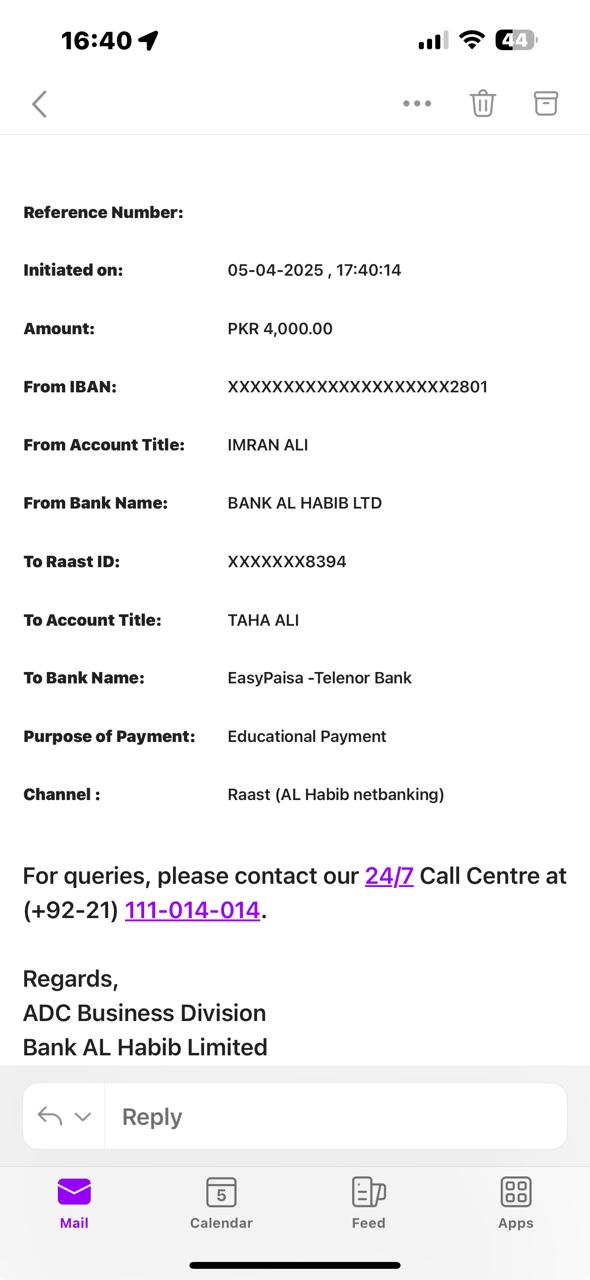 16:40
44
Reference Number:
Initiated on: 05-04-2025 , 17:40:14
Amount: PKR 4,000.00
From IBAN: XXXXXXXXXXXXXXXXXXXX2801
From Account Title: IMRAN ALI
From Bank Name: BANK AL HABIB LTD
To Raast ID: XXXXXXX8394
To Account Title: TAHA ALI
To Bank Name: EasyPaisa -Telenor Bank
Purpose of Payment: Educational Payment
Channel : Raast (AL Habib netbanking)
For queries, please contact our 24/7 Call Centre at
(+92-21) 111-014-014.
Regards,
ADC Business Division
Bank AL Habib Limited
Reply
5
Mail Calendar Feed Apps